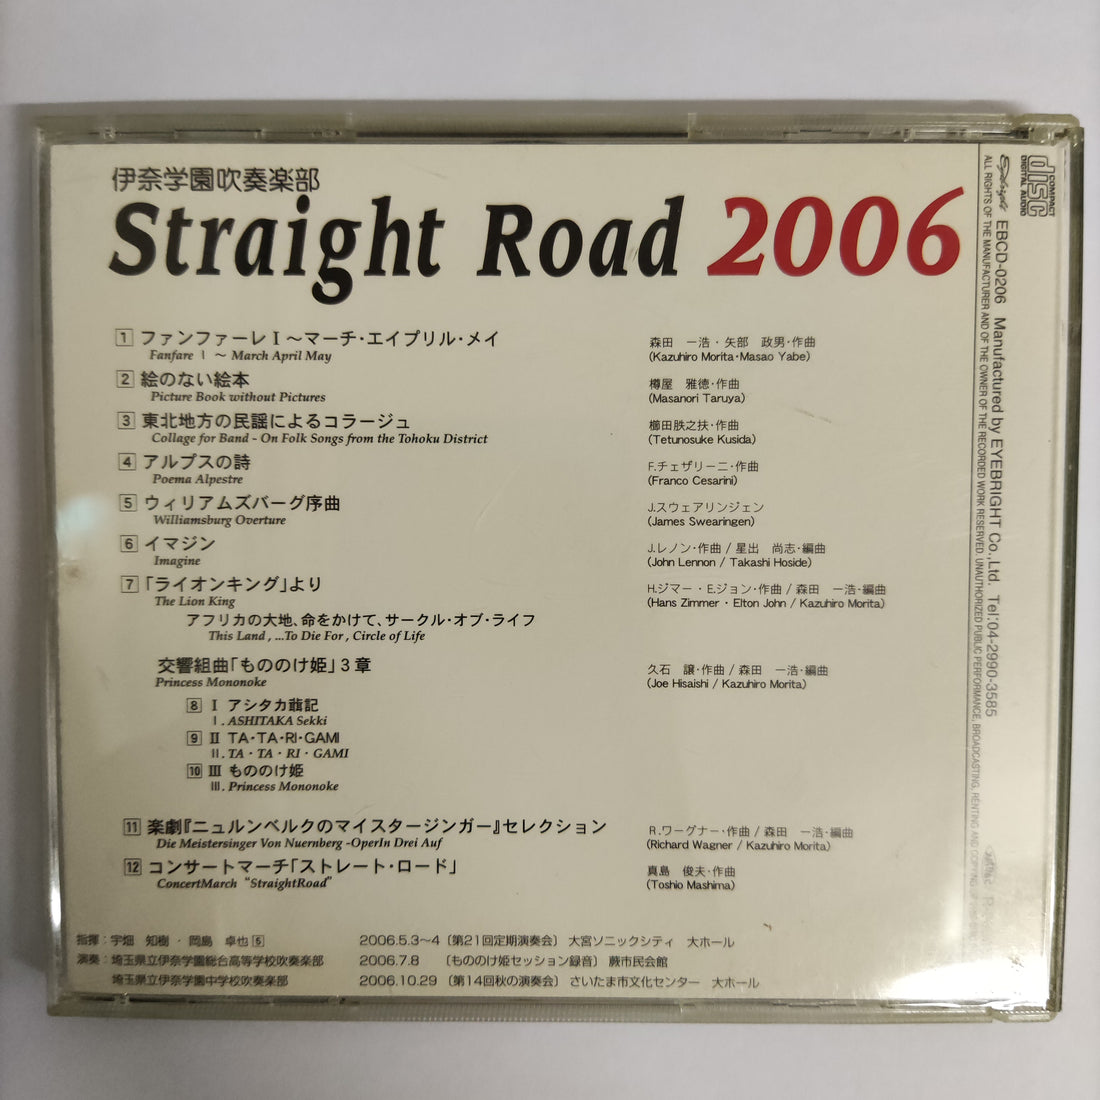 伊奈学園吹奏楽部
Straight Road 2006
1 ファンファーレⅠ～マーチ・エイプリル・メイ 森田 一浩・矢部 政男・作曲
Fanfare Ⅰ ～ March April May (Kazuhiro Morita・Masao Yabe)
2 絵のない絵本 樽屋 雅徳・作曲
Picture Book without Pictures (Masanori Taruya)
3 東北地方の民謡によるコラージュ 櫛田胅之扶・作曲
Collage for Band - On Folk Songs from the Tohoku District (Tetunosuke Kusida)
4 アルプスの詩 F.チェザリーニ・作曲
Poema Alpestre (Franco Cesarini)
5 ウィリアムズバーグ序曲 J.スウェアリンジェン
Williamsburg Overture (James Swearingen)
6 イマジン J.レノン・作曲 / 星出 尚志・編曲
Imagine (John Lennon / Takashi Hoside)
7 「ライオンキング」より H.ジマー・E.ジョン・作曲 / 森田 一浩・編曲
The Lion King (Hans Zimmer・Elton John / Kazuhiro Morita)
アフリカの大地、命をかけて、サークル・オブ・ライフ
This Land , ...To Die For , Circle of Life
交響組曲「もののけ姫」3章 久石 譲・作曲 / 森田 一浩・編曲
Princess Mononoke (Joe Hisaishi / Kazuhiro Morita)
8 Ⅰ アシタカ聶記
Ⅰ. ASHITAKA Sekki
9 Ⅱ TA・TA・RI・GAMI
Ⅱ. TA・TA・RI・GAMI
10 Ⅲ もののけ姫
Ⅲ. Princess Mononoke
11 楽劇『ニュルンベルクのマイスタージンガー』セレクション R.ワーグナー・作曲 / 森田 一浩・編曲
Die Meistersinger Von Nuernberg -OperIn Drei Auf (Richard Wagner / Kazuhiro Morita)
12 コンサートマーチ「ストレート・ロード」 真島 俊夫・作曲
ConcertMarch "StraightRoad" (Toshio Mashima)
指揮：宇畑 知樹・岡島 卓也5 2006.5.3～4〔第21回定期演奏会〕大宮ソニックシティ 大ホール
演奏：埼玉県立伊奈学園総合高等学校吹奏楽部 2006.7.8 〔もののけ姫セッション録音〕蕨市民会館
埼玉県立伊奈学園中学校吹奏楽部 2006.10.29〔第14回秋の演奏会〕さいたま市文化センター 大ホール
COMPACT
disc
DIGITAL AUDIO
Eyebright EBCD-0206 Manufactured by EYEBRIGHT Co.,Ltd. Tel:04-2990-3585
ALL RIGHTS OF THE MANUFACTURER AND OF THE OWNER OF THE RECORDED WORK RESERVED. UNAUTHORIZED PUBLIC PERFORMANCE, BROADCASTING, RENTING AND COPYING OF